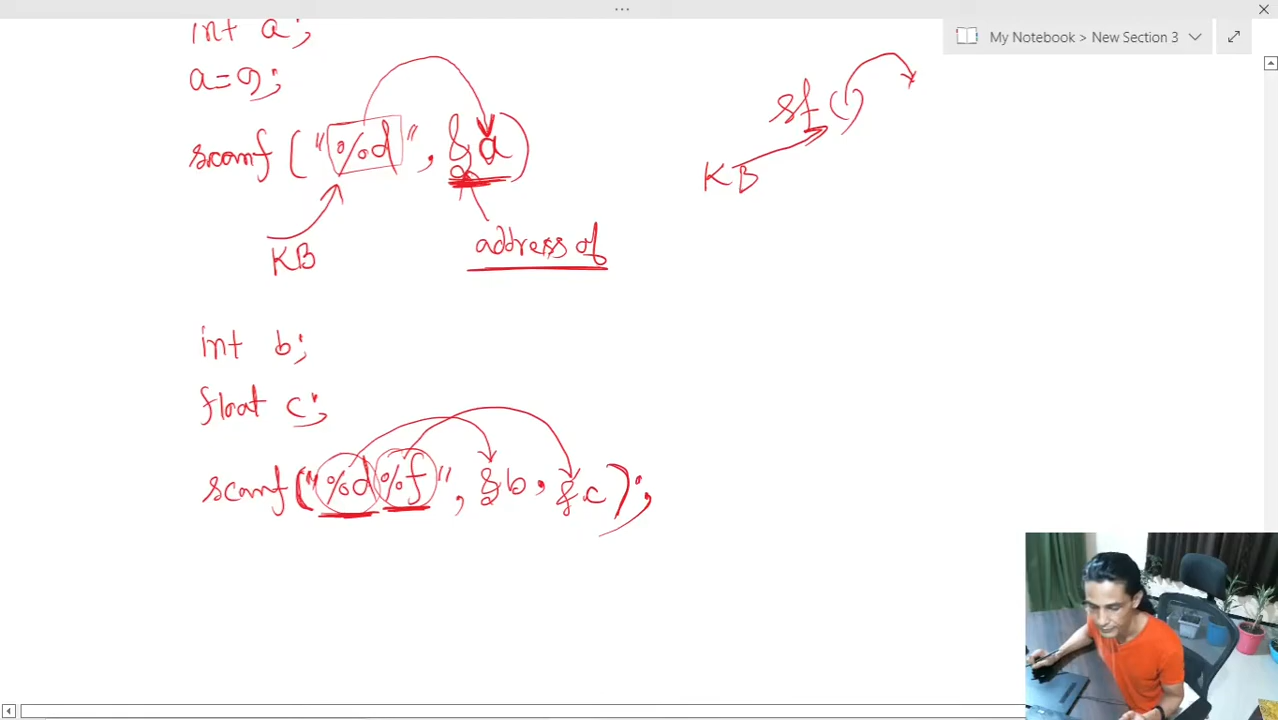 My Notebook > New Section 3
int a;
a=9;
scanf("%d", &a)
KB
address of
sf()
KB
int b;
float c;
scanf("%d%f", &b, &c);